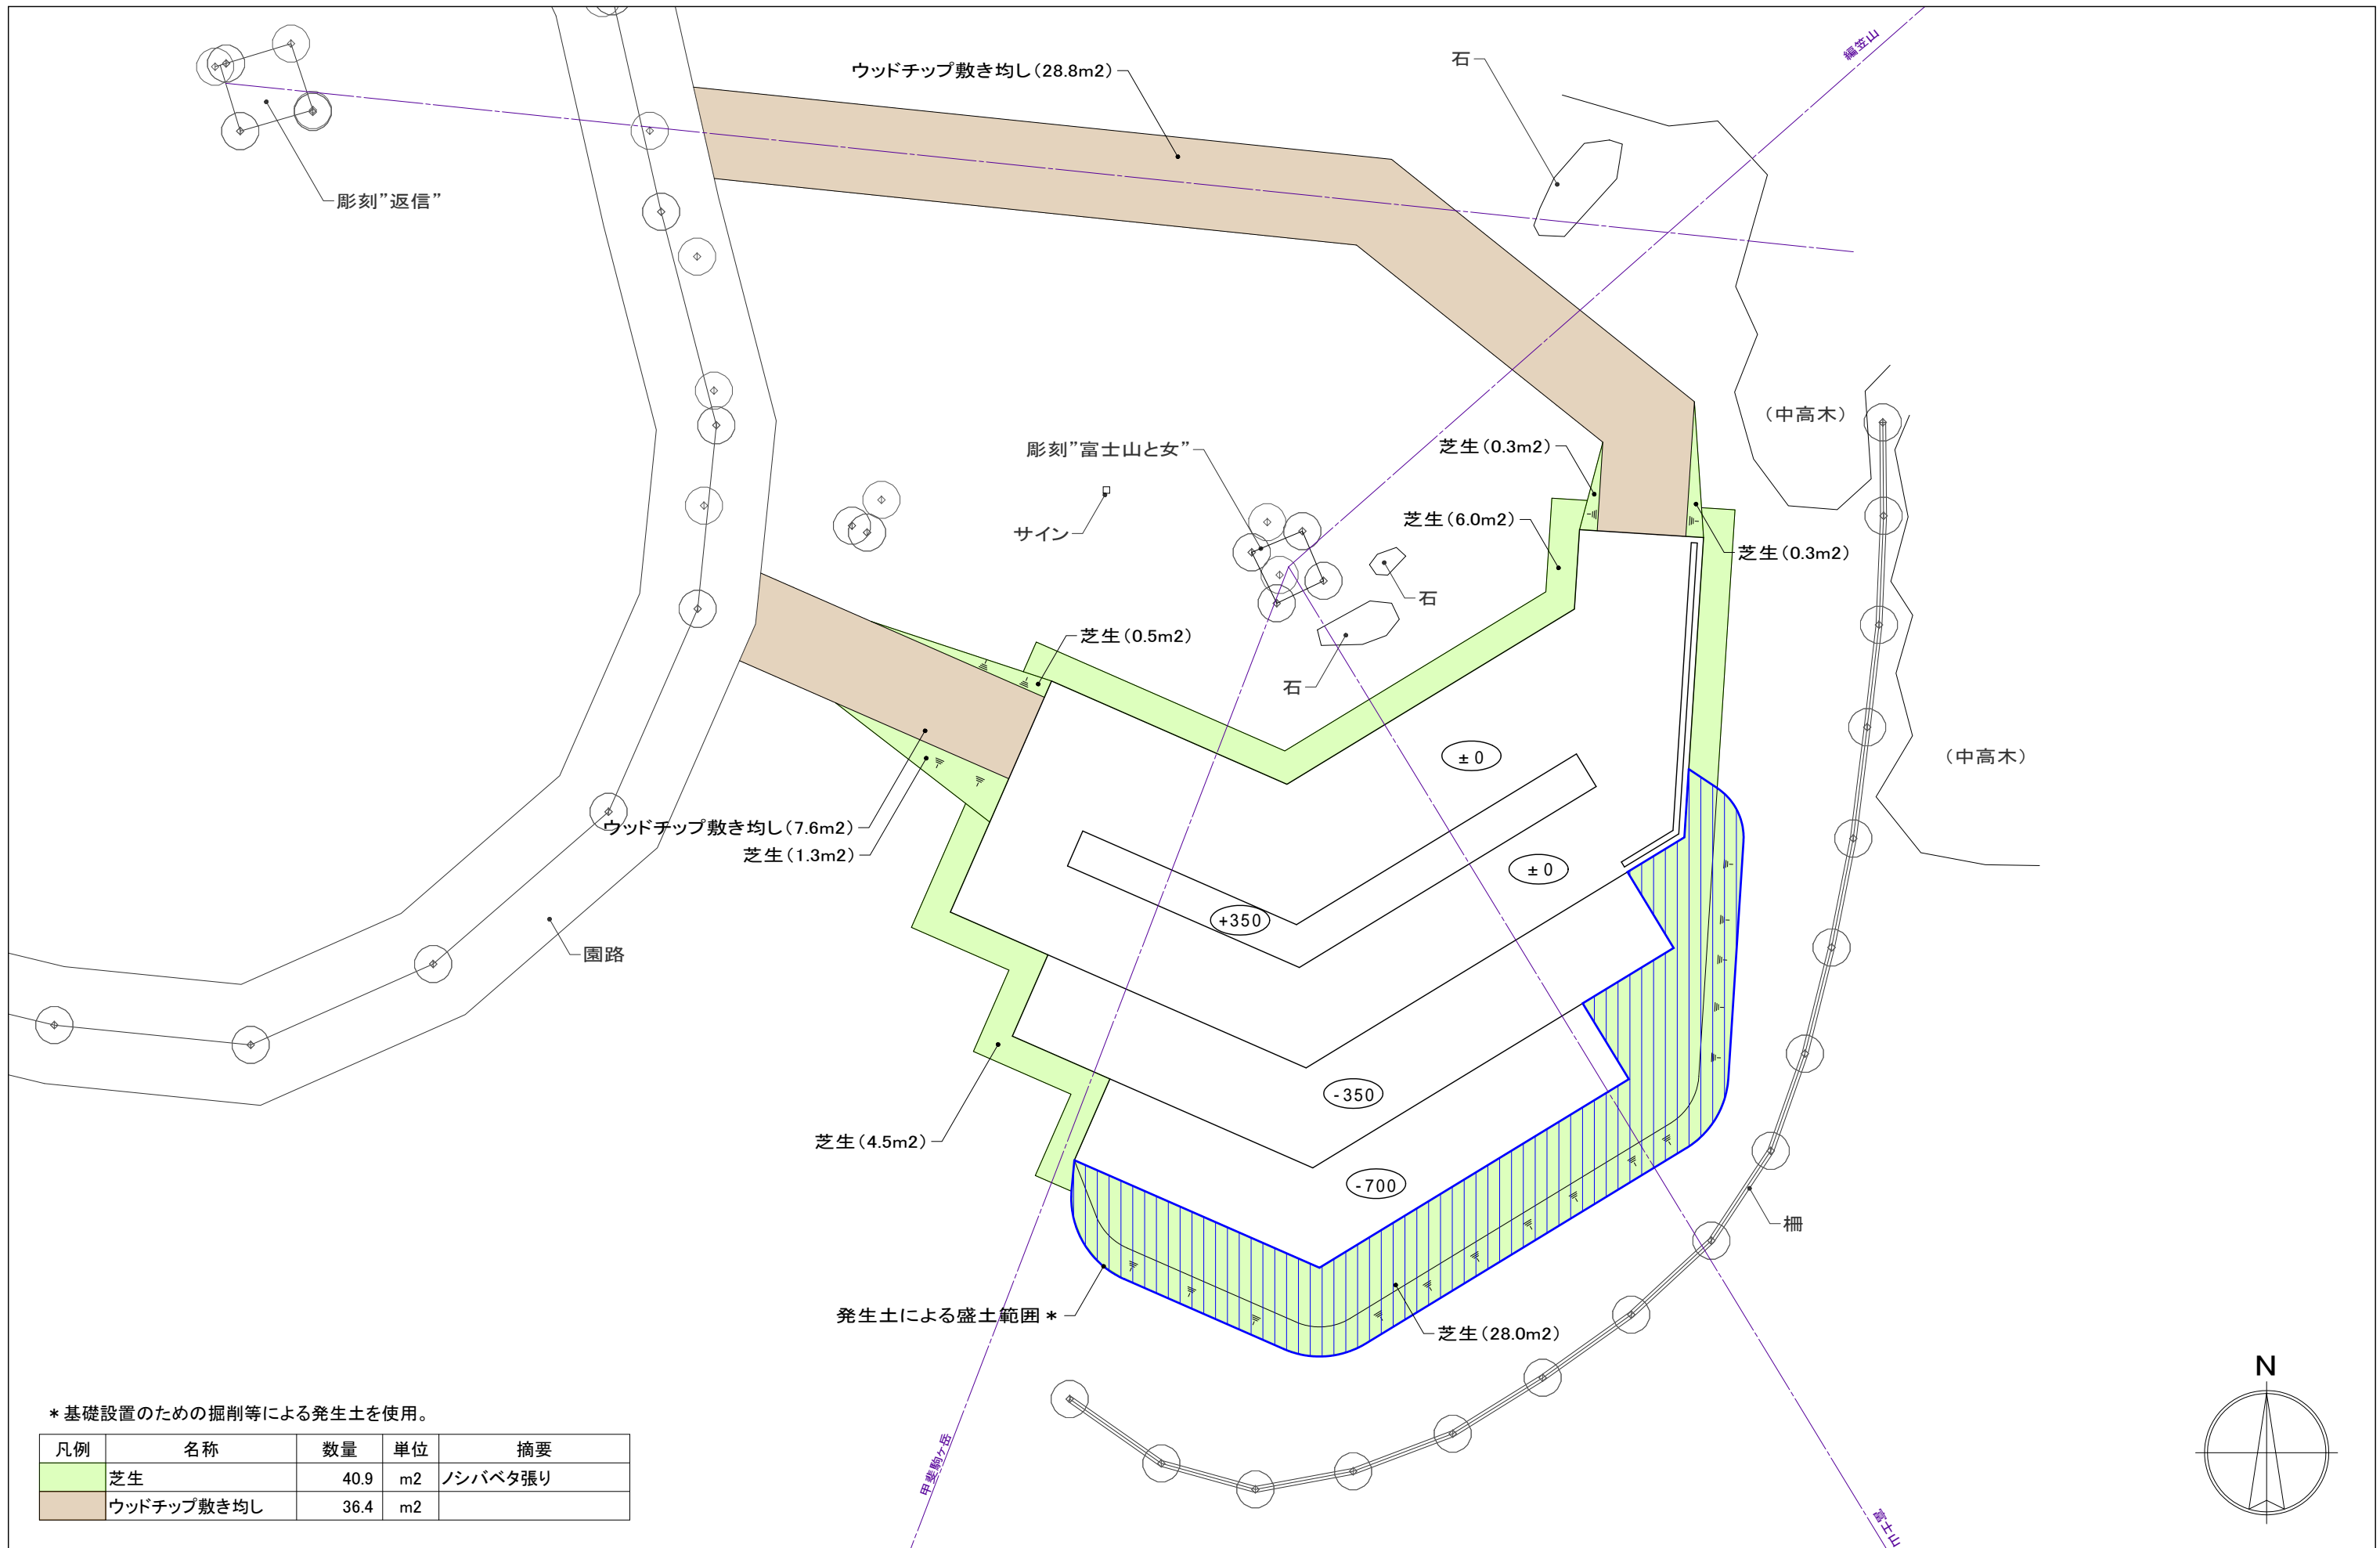 編笠山
石
ウッドチップ敷き均し(28.8m2)
彫刻”返信”
(中高木)
彫刻”富士山と女”
芝生(0.3m2)
芝生(6.0m2)
サイン
芝生(0.3m2)
石
芝生(0.5m2)
石
±0
(中高木)
ウッドチップ敷き均し(7.6m2)
芝生(1.3m2)
±0
+350
園路
-350
芝生(4.5m2)
-700
柵
発生土による盛土範囲*
芝生(28.0m2)
N
*基礎設置のための掘削等による発生土を使用。
凡例 名称 数量 単位 摘要
芝生 40.9 m2 ノシバベタ張り
ウッドチップ敷き均し 36.4 m2
甲斐駒ヶ岳
富士山